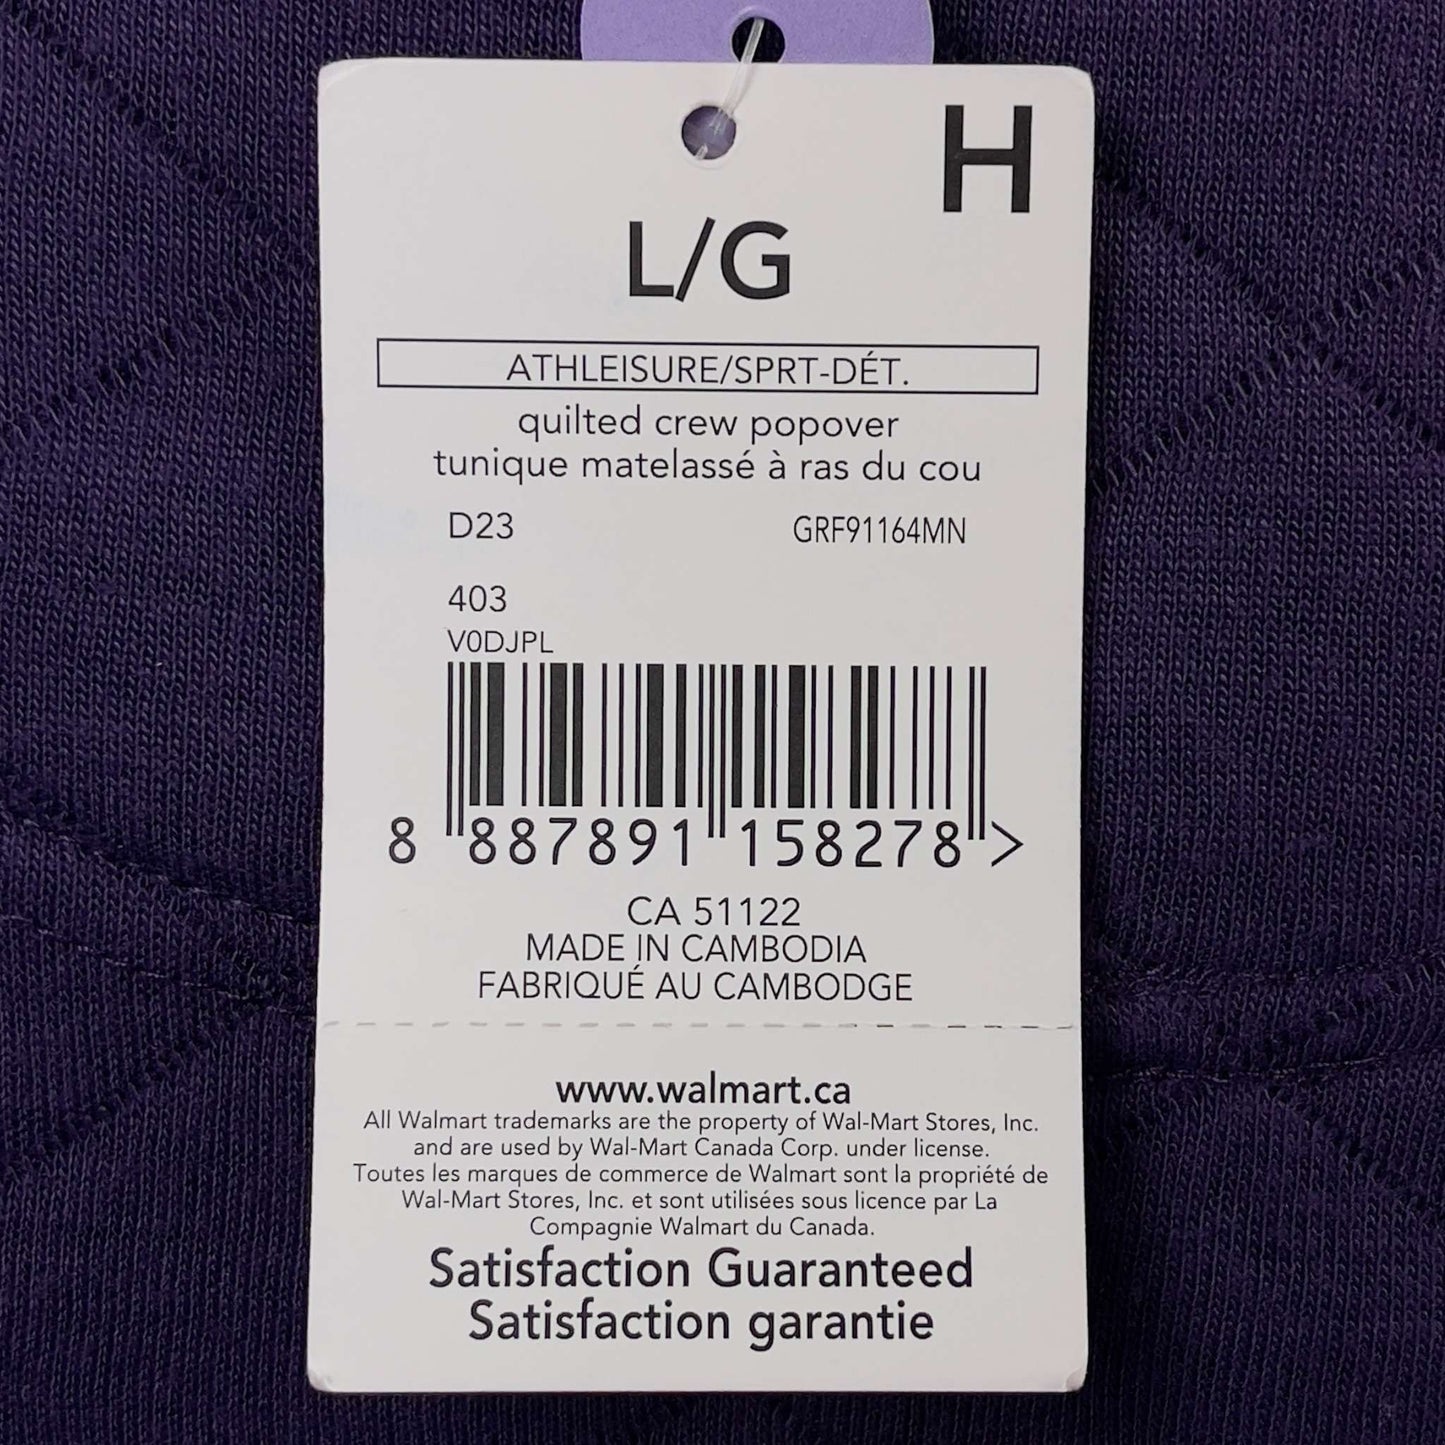 H
L/G
ATHLEISURE/SPRT-DÉT.
quilted crew popover
tunique matelassé à ras du cou
D23 GRF91164MN
403
V0DJPL
8 887891 158278 >
CA 51122
MADE IN CAMBODIA
FABRIQUÉ AU CAMBODGE
www.walmart.ca
All Walmart trademarks are the property of Wal-Mart Stores, Inc.
and are used by Wal-Mart Canada Corp. under license.
Toutes les marques de commerce de Walmart sont la propriété de
Wal-Mart Stores, Inc. et sont utilisées sous licence par La
Compagnie Walmart du Canada.
Satisfaction Guaranteed
Satisfaction garantie